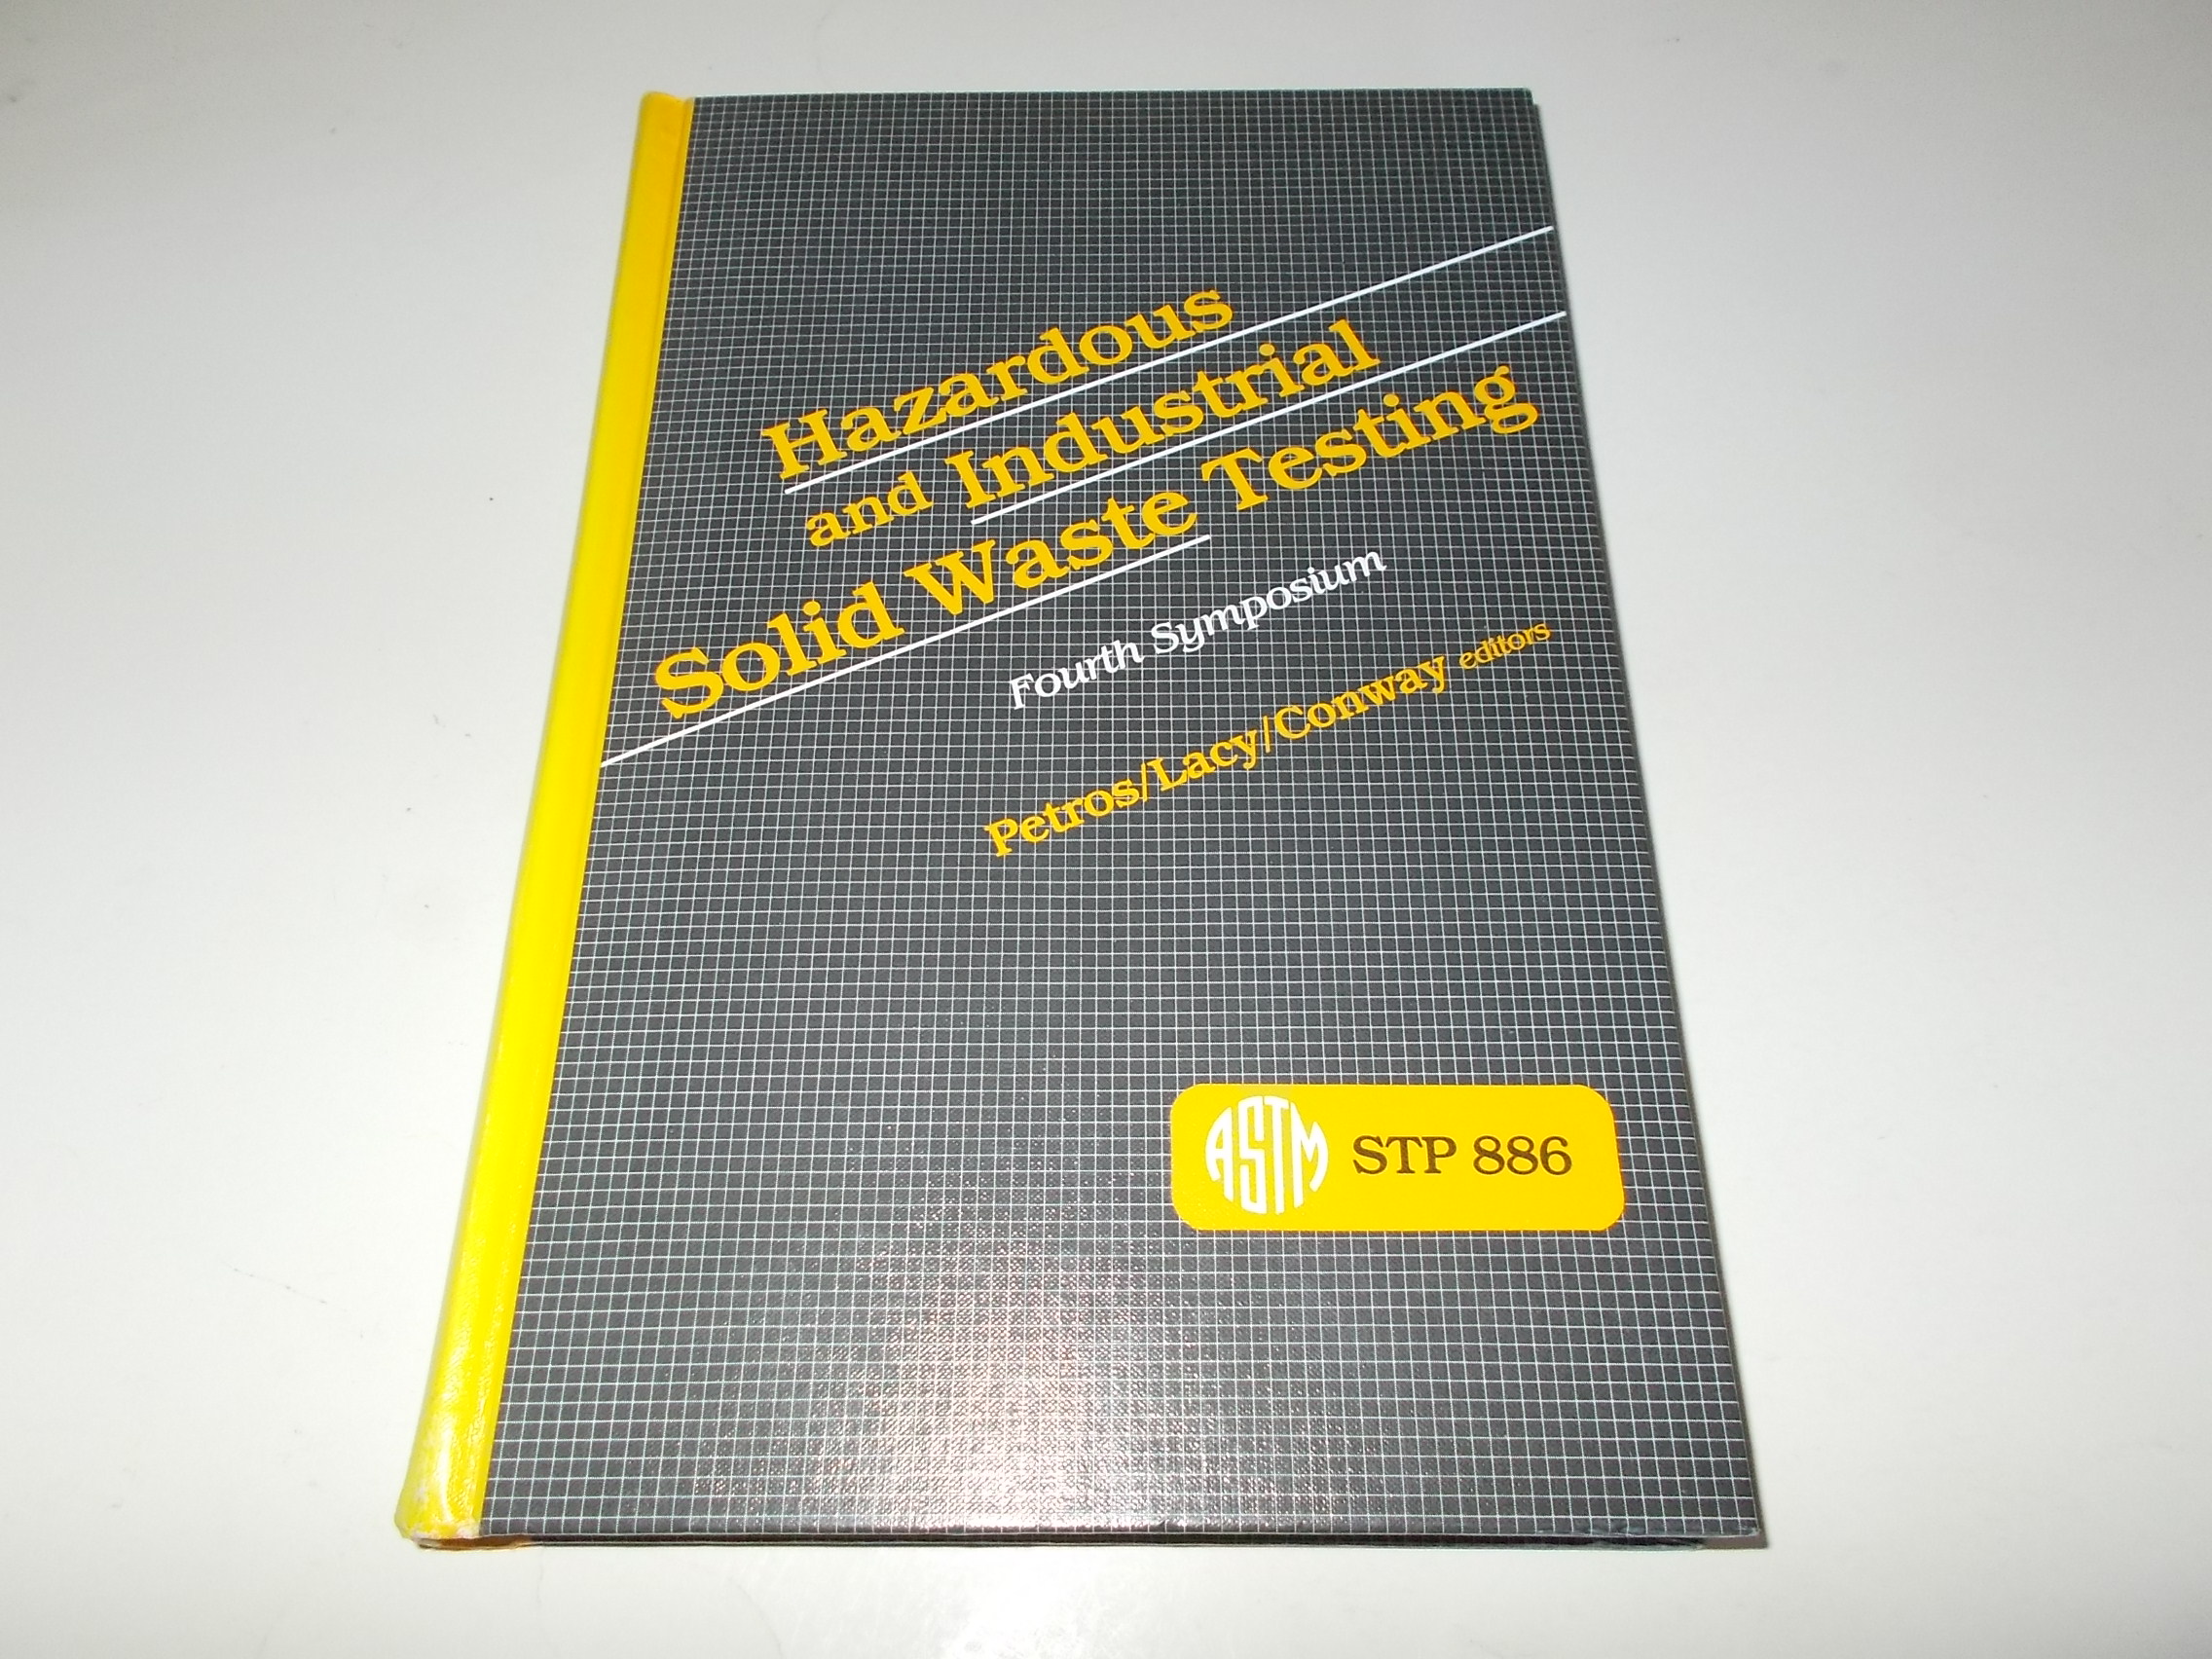 Hazardous
and Industrial
Solid Waste Testing
Fourth Symposium
Petros/Lacy/Conway editors
ASTM STP 886